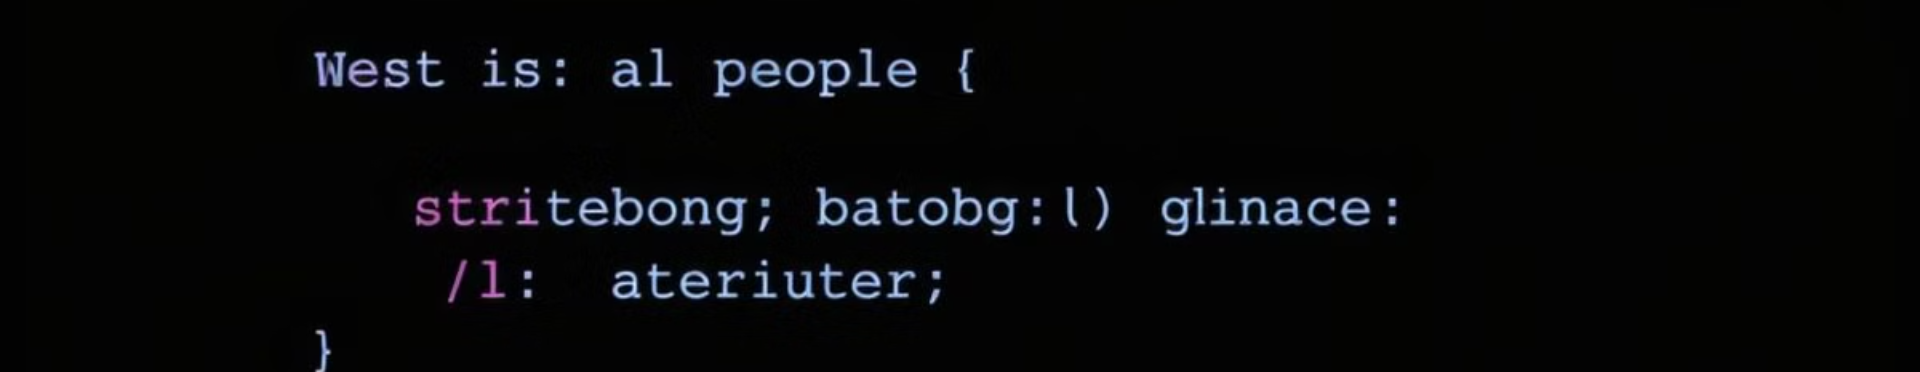 West is: al people {
stritebong; batobg:l) glinace:
/l: ateriuter;
}